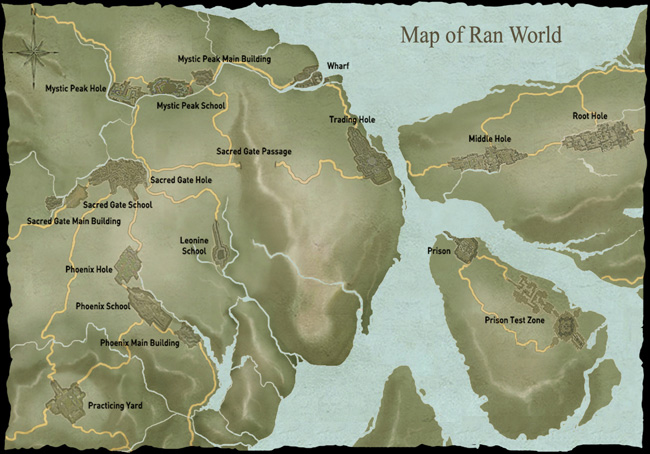 N
Map of Ran World
Mystic Peak Main Building
Wharf
Mystic Peak Hole
Mystic Peak School
Trading Hole
Root Hole
Middle Hole
Sacred Gate Passage
Sacred Gate Hole
Sacred Gate School
Sacred Gate Main Building
Leonine
School
Prison
Phoenix Hole
Phoenix School
Prison Test Zone
Phoenix Main Building
Practicing Yard